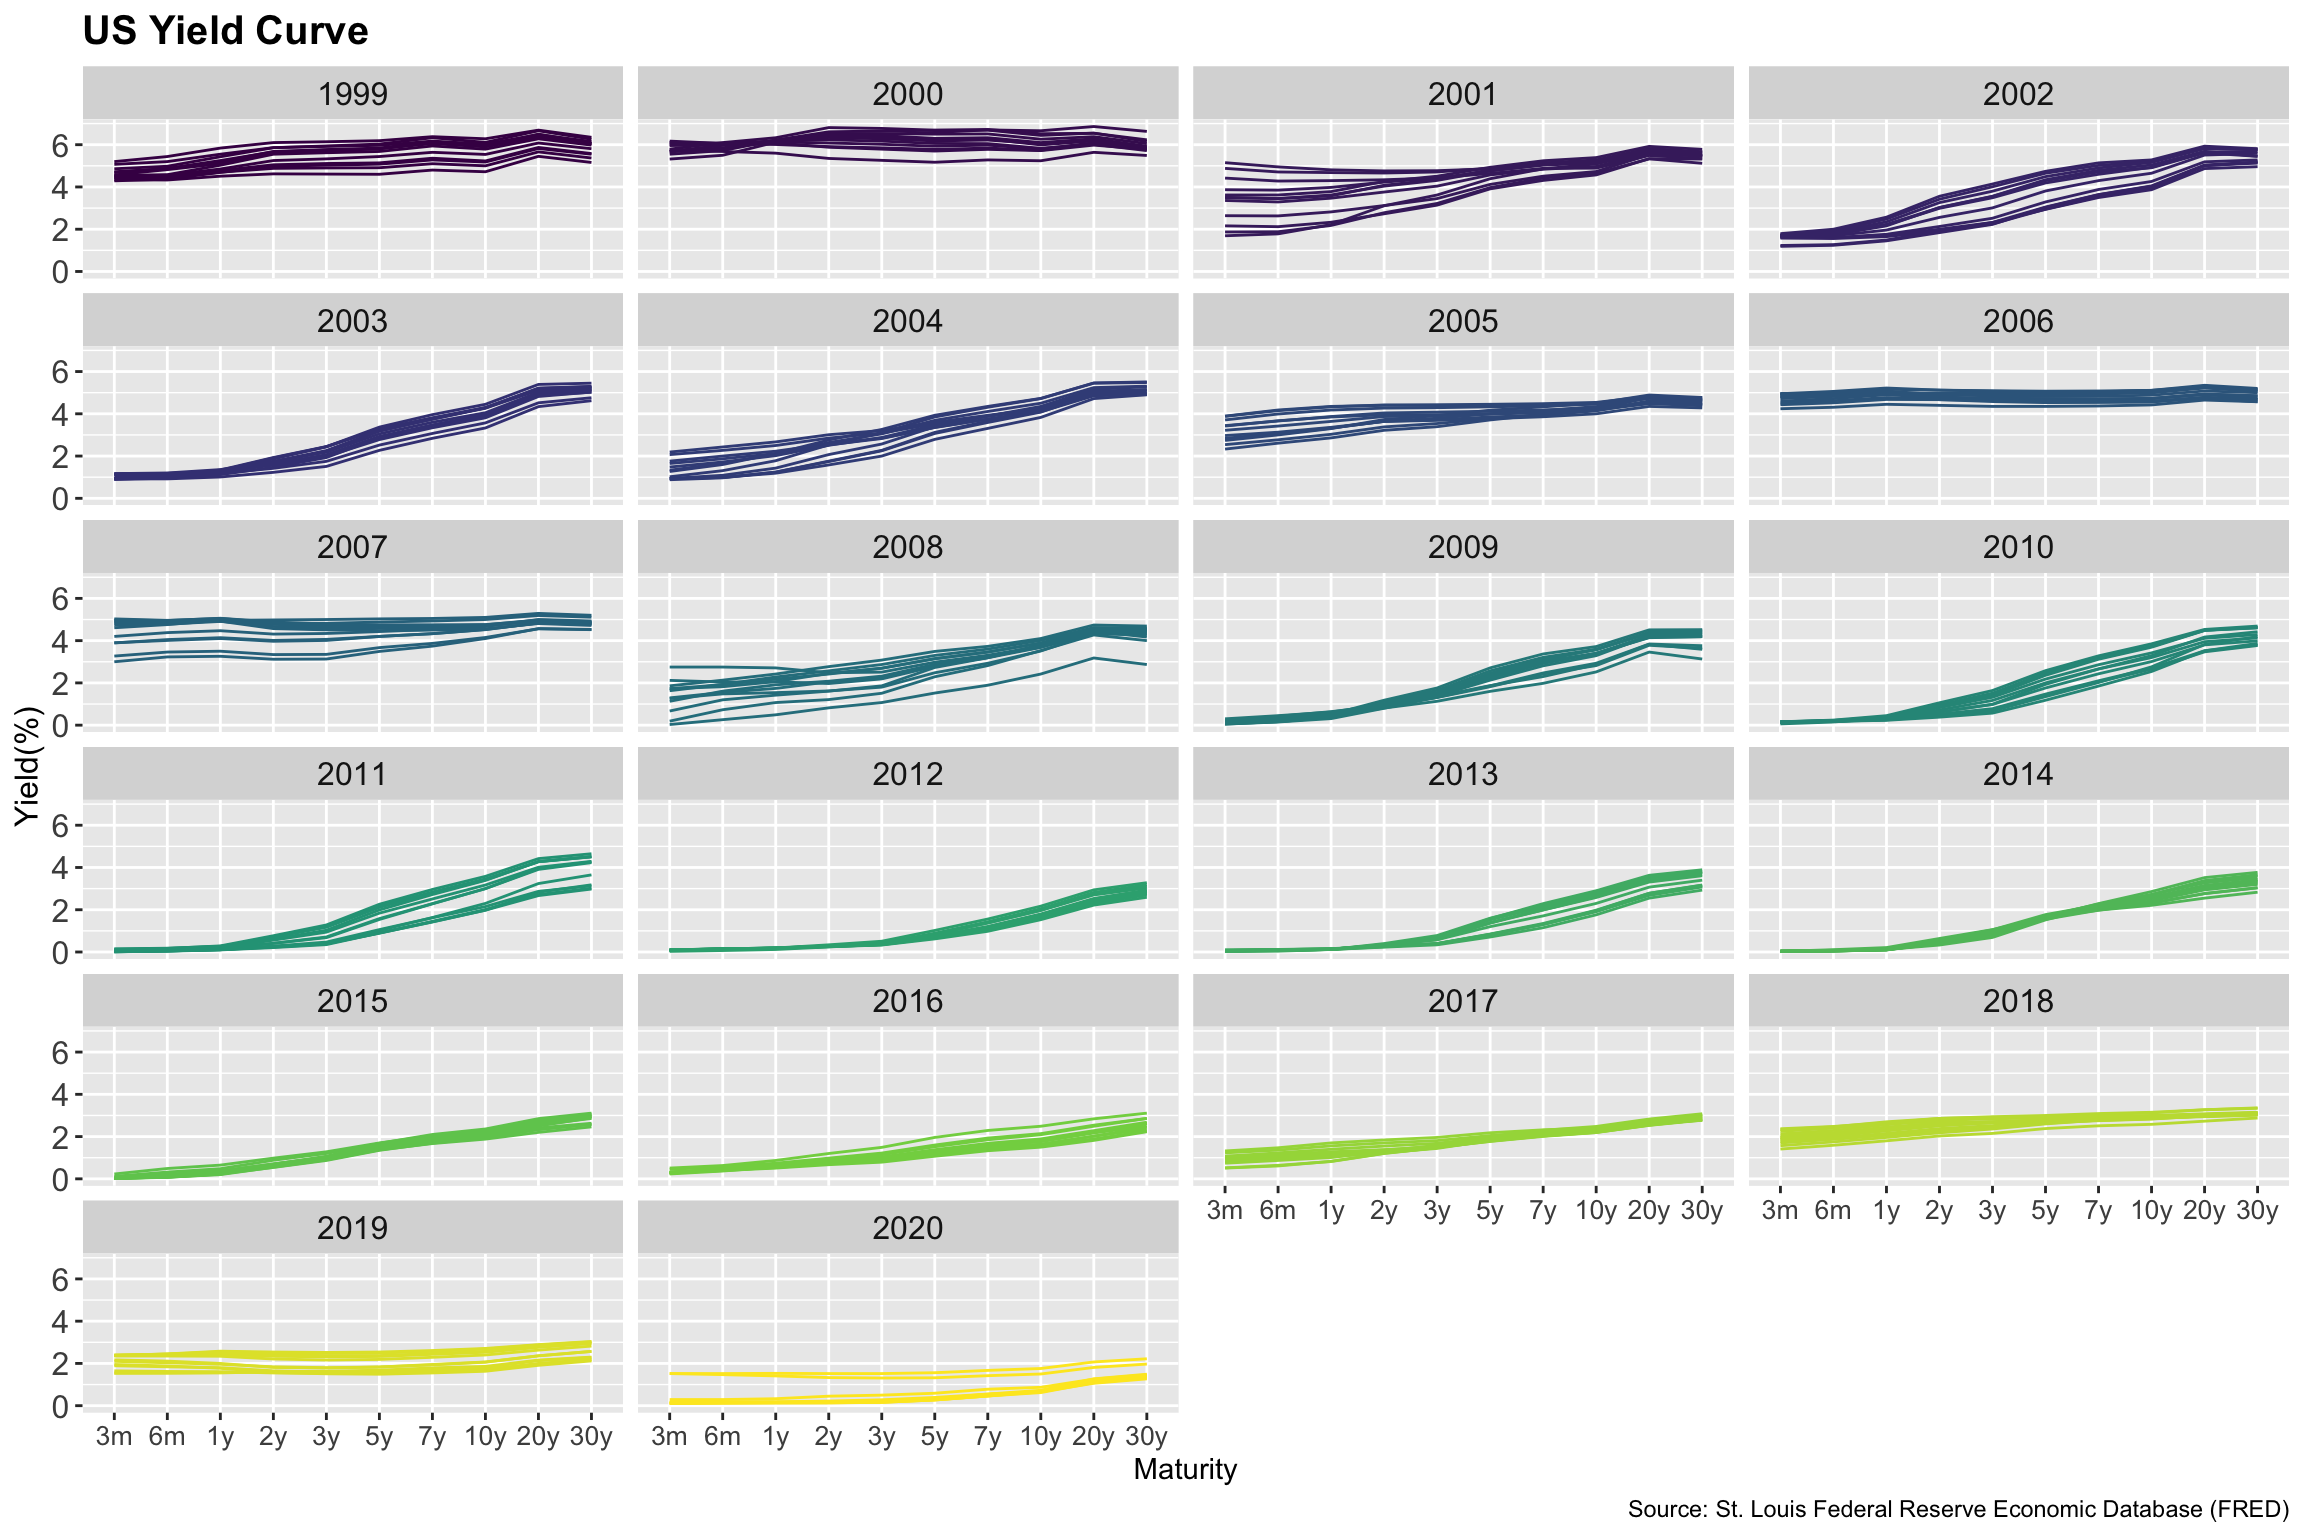 US Yield Curve
1999 2000 2001 2002
6
4
2
0
2003 2004 2005 2006
6
4
2
0
2007 2008 2009 2010
6
4
2
0
Yield(%)
2011 2012 2013 2014
6
4
2
0
2015 2016 2017 2018
6
4
2
0
3m 6m 1y 2y 3y 5y 7y 10y 20y 30y 3m 6m 1y 2y 3y 5y 7y 10y 20y 30y
2019 2020
6
4
2
0
3m 6m 1y 2y 3y 5y 7y 10y 20y 30y 3m 6m 1y 2y 3y 5y 7y 10y 20y 30y
Maturity
Source: St. Louis Federal Reserve Economic Database (FRED)